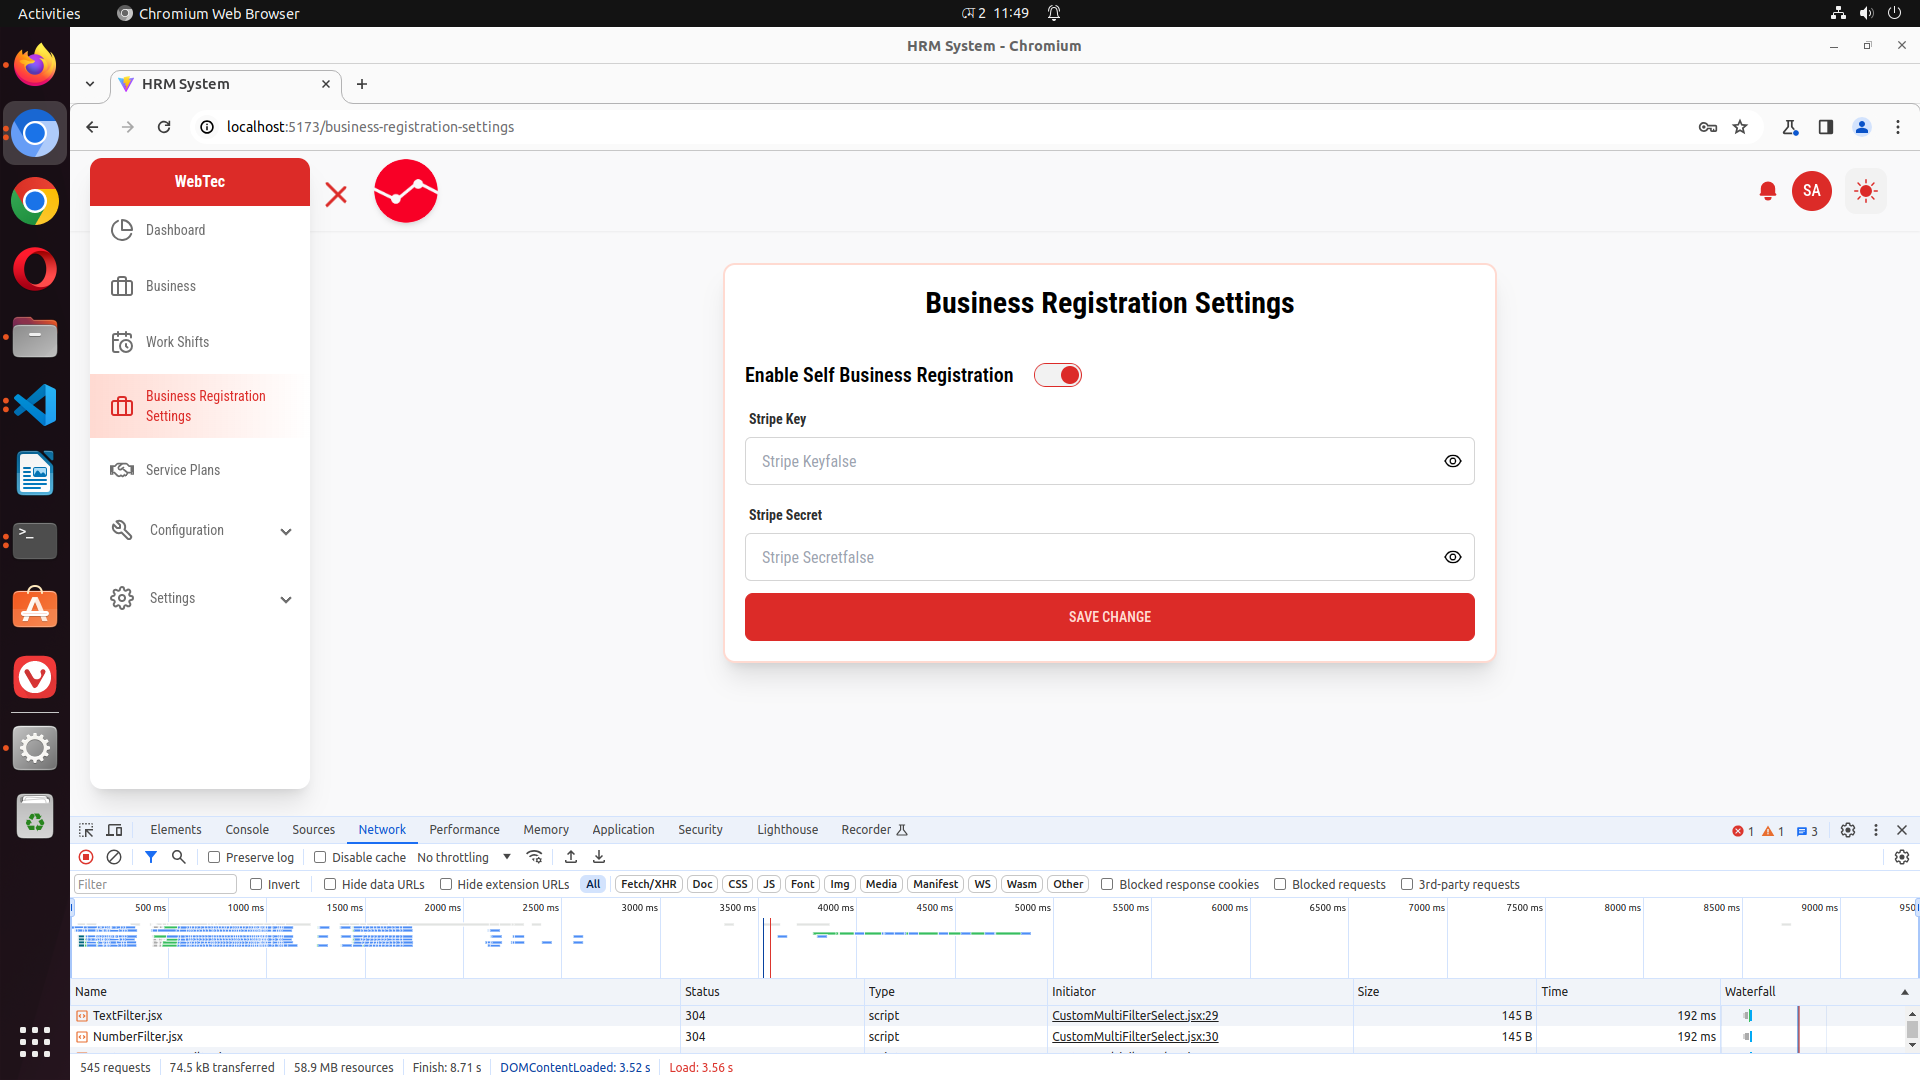 Activities
Chromium Web Browser
2 11:49
HRM System - Chromium
HRM System
localhost:5173/business-registration-settings
WebTec
SA
Dashboard
Business
Work Shifts
Business Registration
Settings
Service Plans
Configuration
Settings
Business Registration Settings
Enable Self Business Registration
Stripe Key
Stripe Keyfalse
Stripe Secret
Stripe Secretfalse
SAVE CHANGE
Elements Console Sources Network Performance Memory Application Security Lighthouse Recorder 1 1 3
Preserve log Disable cache No throttling
Filter Invert Hide data URLs Hide extension URLs All Fetch/XHR Doc CSS JS Font Img Media Manifest WS Wasm Other Blocked response cookies Blocked requests 3rd-party requests
500 ms 1000 ms 1500 ms 2000 ms 2500 ms 3000 ms 3500 ms 4000 ms 4500 ms 5000 ms 5500 ms 6000 ms 6500 ms 7000 ms 7500 ms 8000 ms 8500 ms 9000 ms 950
Name Status Type Initiator Size Time Waterfall
TextFilter.jsx 304 script CustomMultiFilterSelect.jsx:29 145 B 192 ms
NumberFilter.jsx 304 script CustomMultiFilterSelect.jsx:30 145 B 192 ms
545 requests 74.5 kB transferred 58.9 MB resources Finish: 8.71 s DOMContentLoaded: 3.52 s Load: 3.56 s